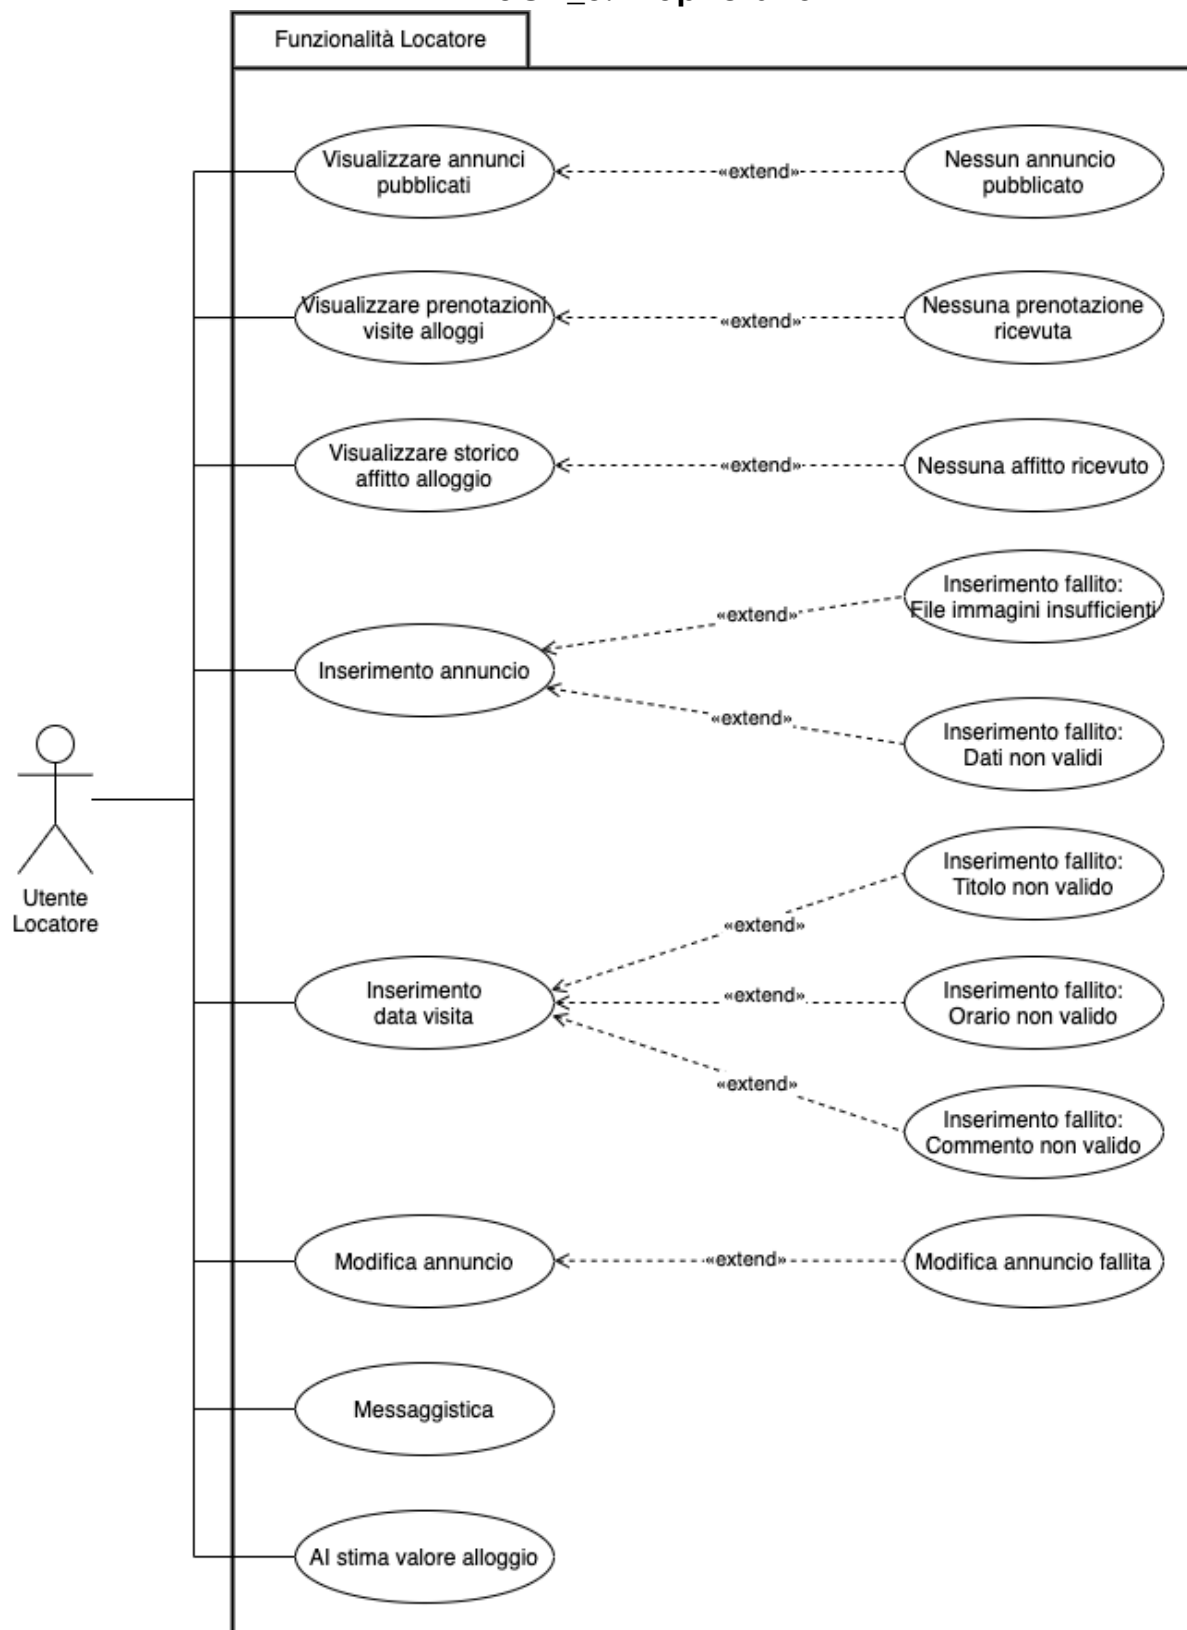 Funzionalità Locatore
Visualizzare annunci
pubblicati
«extend»
Nessun annuncio
pubblicato
Visualizzare prenotazioni
visite alloggi
«extend»
Nessuna prenotazione
ricevuta
Visualizzare storico
affitto alloggio
«extend»
Nessuna affitto ricevuto
Inserimento annuncio
«extend»
Inserimento fallito:
File immagini insufficienti
«extend»
Inserimento fallito:
Dati non validi
Utente
Locatore
Inserimento
data visita
«extend»
Inserimento fallito:
Titolo non valido
«extend»
Inserimento fallito:
Orario non valido
«extend»
Inserimento fallito:
Commento non valido
Modifica annuncio
«extend»
Modifica annuncio fallita
Messaggistica
AI stima valore alloggio